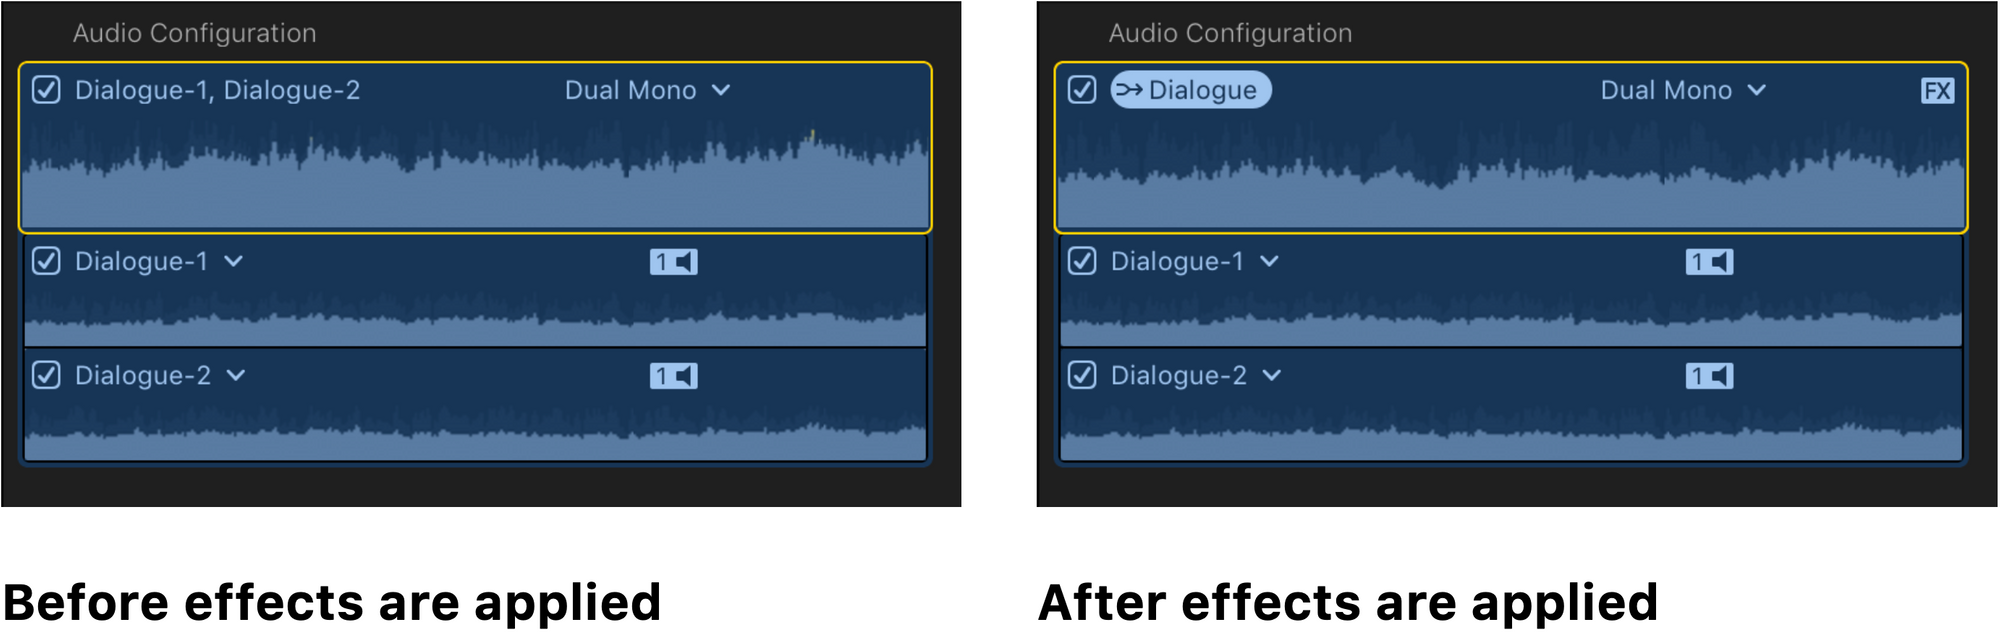 Audio Configuration
Dialogue-1, Dialogue-2 Dual Mono
Dialogue-1 1
Dialogue-2 1
Before effects are applied
Audio Configuration
Dialogue Dual Mono FX
Dialogue-1 1
Dialogue-2 1
After effects are applied